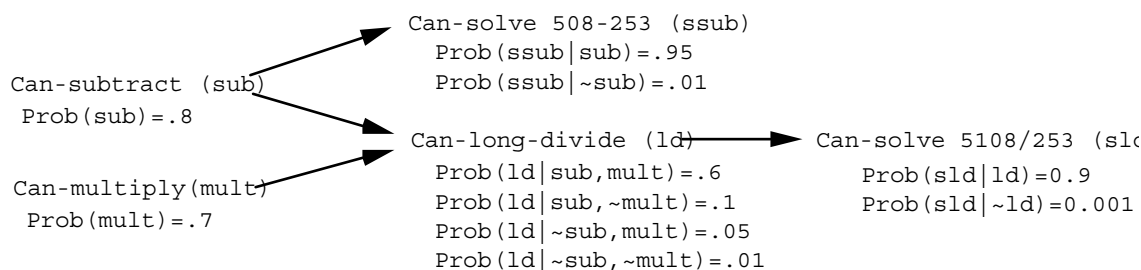 Can-solve 508-253 (ssub)
Prob(ssub|sub)=.95
Prob(ssub|~sub)=.01
Can-subtract (sub)
Prob(sub)=.8
Can-long-divide (ld)
Prob(ld|sub,mult)=.6
Prob(ld|sub,~mult)=.1
Prob(ld|~sub,mult)=.05
Prob(ld|~sub,~mult)=.01
Can-solve 5108/253 (sld
Prob(sld|ld)=0.9
Prob(sld|~ld)=0.001
Can-multiply(mult)
Prob(mult)=.7